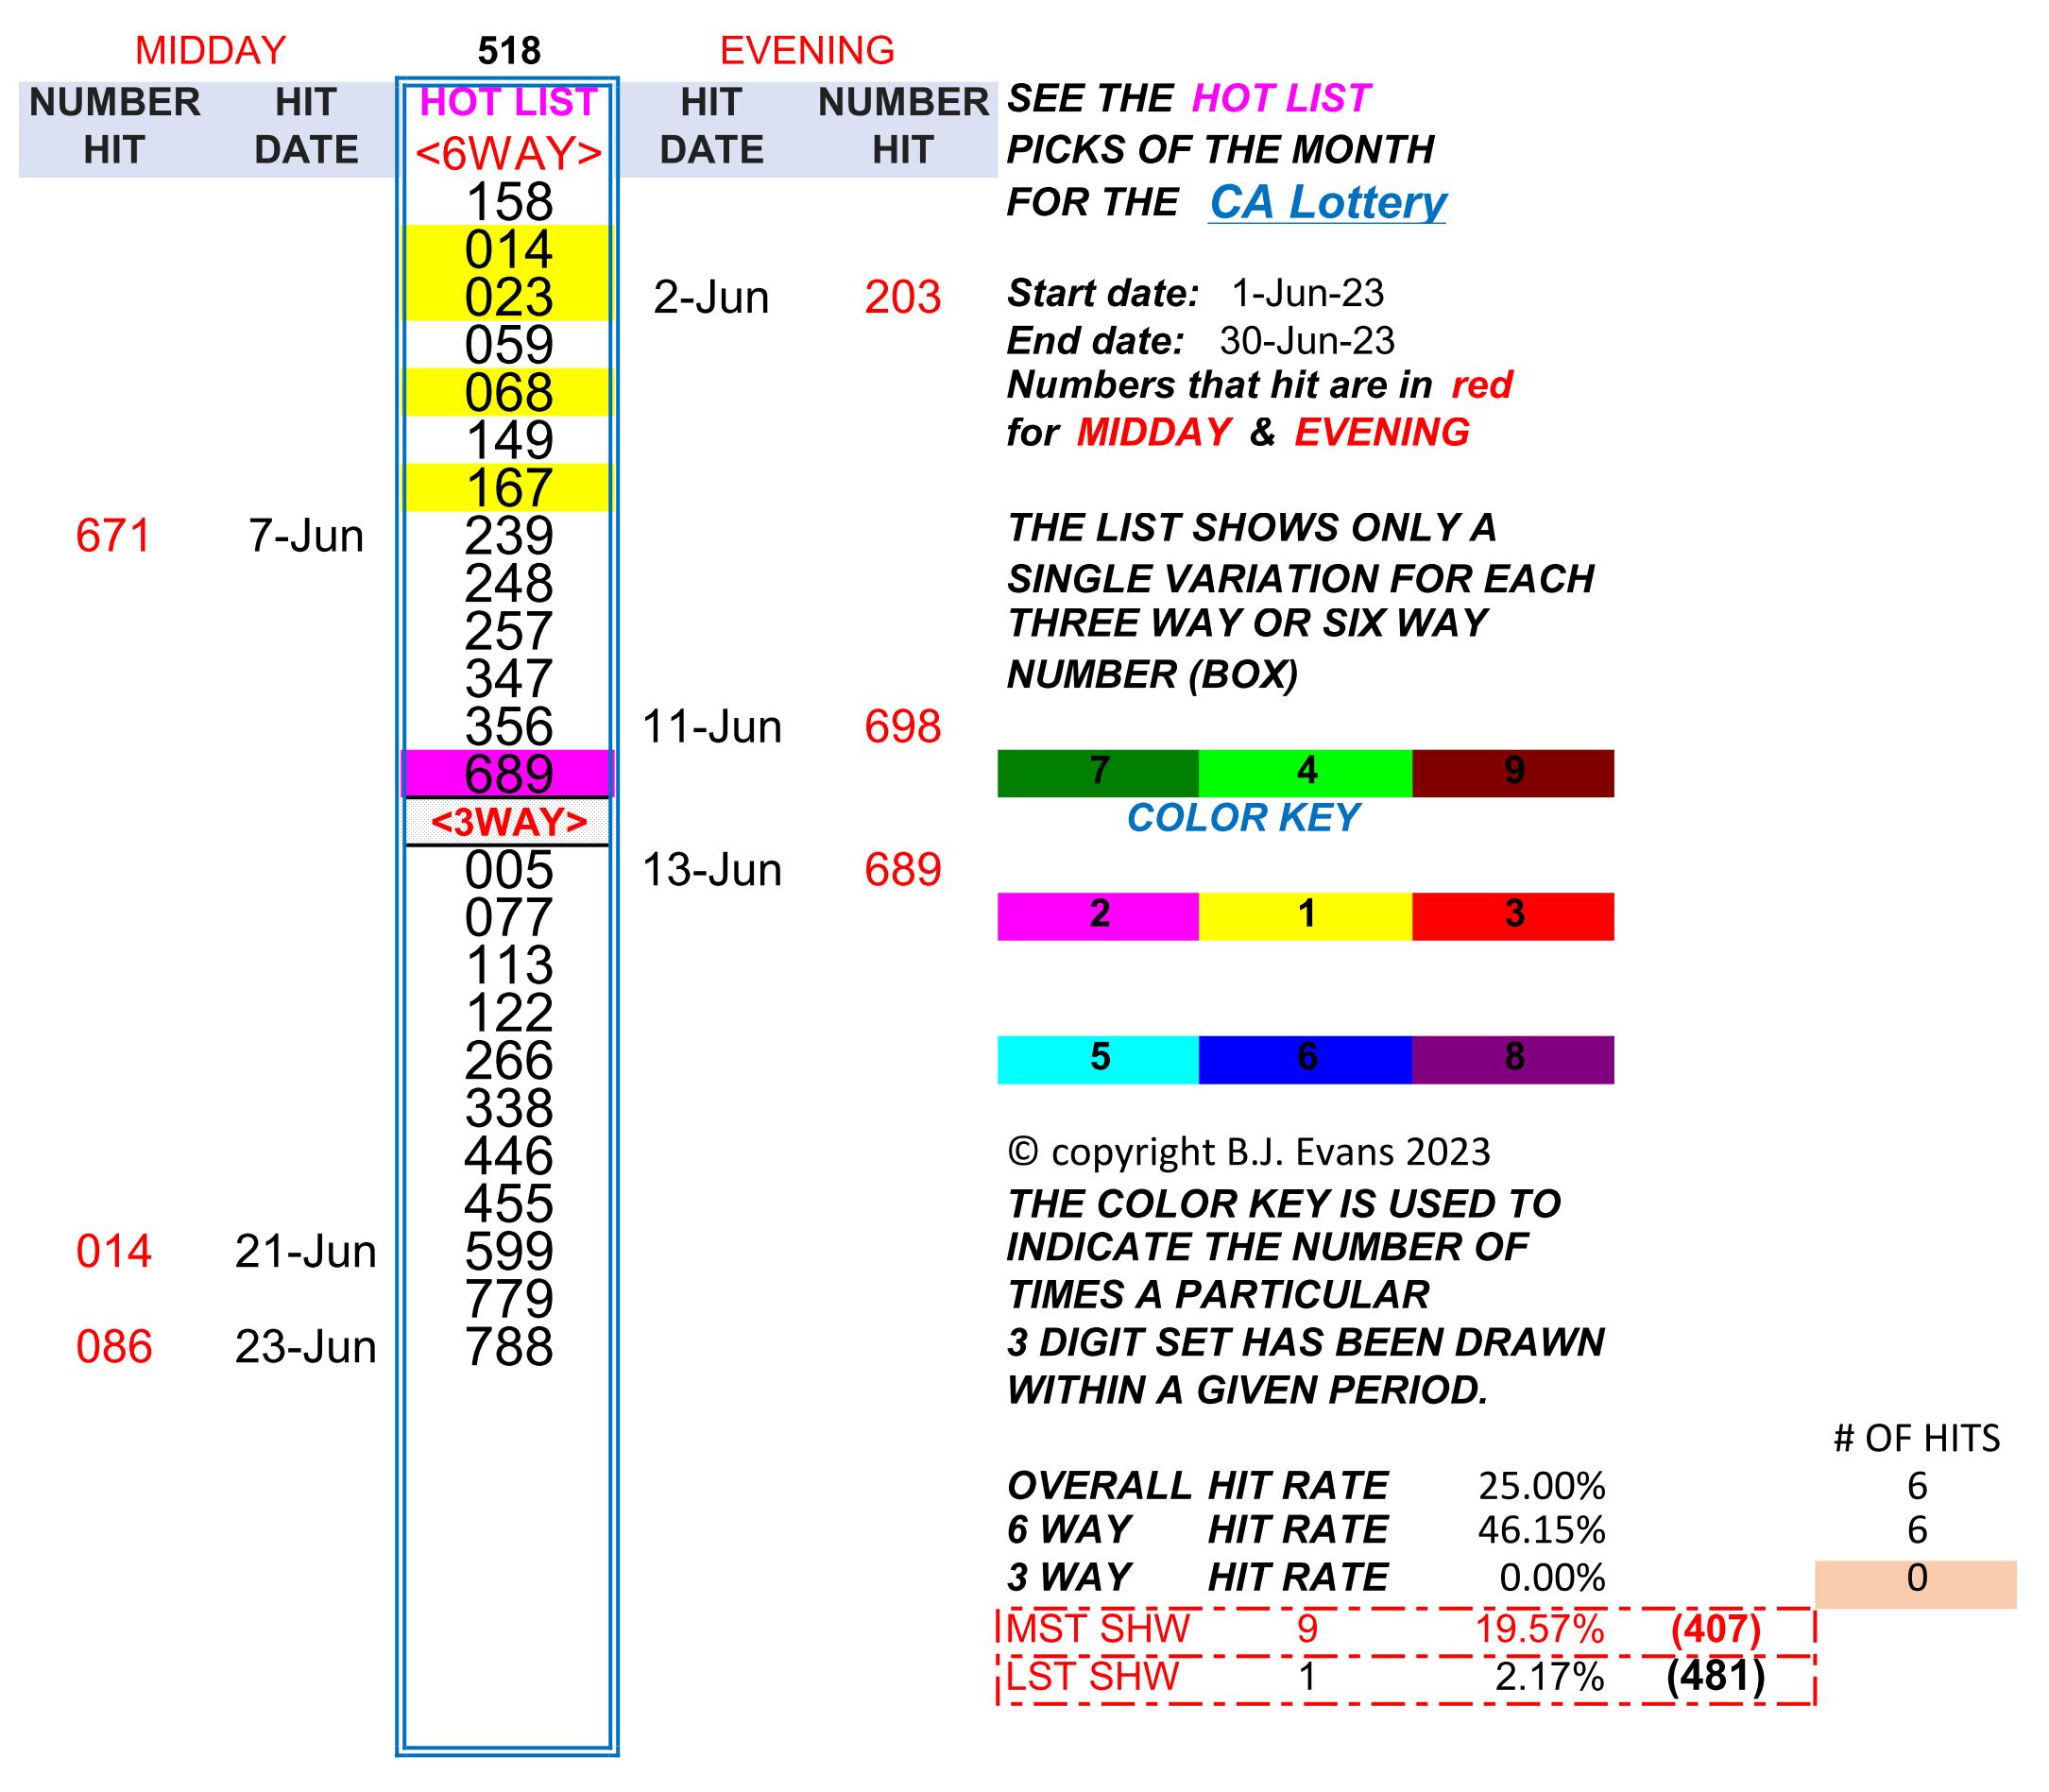 MIDDAY 518 EVENING
NUMBER HIT HOT LIST HIT NUMBER
HIT DATE <6WAY> DATE HIT
158
014
023 2-Jun 203
059
068
149
167
671 7-Jun 239
248
257
347
356 11-Jun 698
689
<3WAY>
005 13-Jun 689
077
113
122
266
338
446
455
014 21-Jun 599
779
086 23-Jun 788
SEE THE HOT LIST
PICKS OF THE MONTH
FOR THE CA Lottery
Start date: 1-Jun-23
End date: 30-Jun-23
Numbers that hit are in red
for MIDDAY & EVENING
THE LIST SHOWS ONLY A
SINGLE VARIATION FOR EACH
THREE WAY OR SIX WAY
NUMBER (BOX)
7 4 9
COLOR KEY
2 1 3
5 6 8
© copyright B.J. Evans 2023
THE COLOR KEY IS USED TO
INDICATE THE NUMBER OF
TIMES A PARTICULAR
3 DIGIT SET HAS BEEN DRAWN
WITHIN A GIVEN PERIOD.
# OF HITS
OVERALL HIT RATE 25.00% 6
6 WAY HIT RATE 46.15% 6
3 WAY HIT RATE 0.00% 0
MST SHW 9 19.57% (407)
LST SHW 1 2.17% (481)